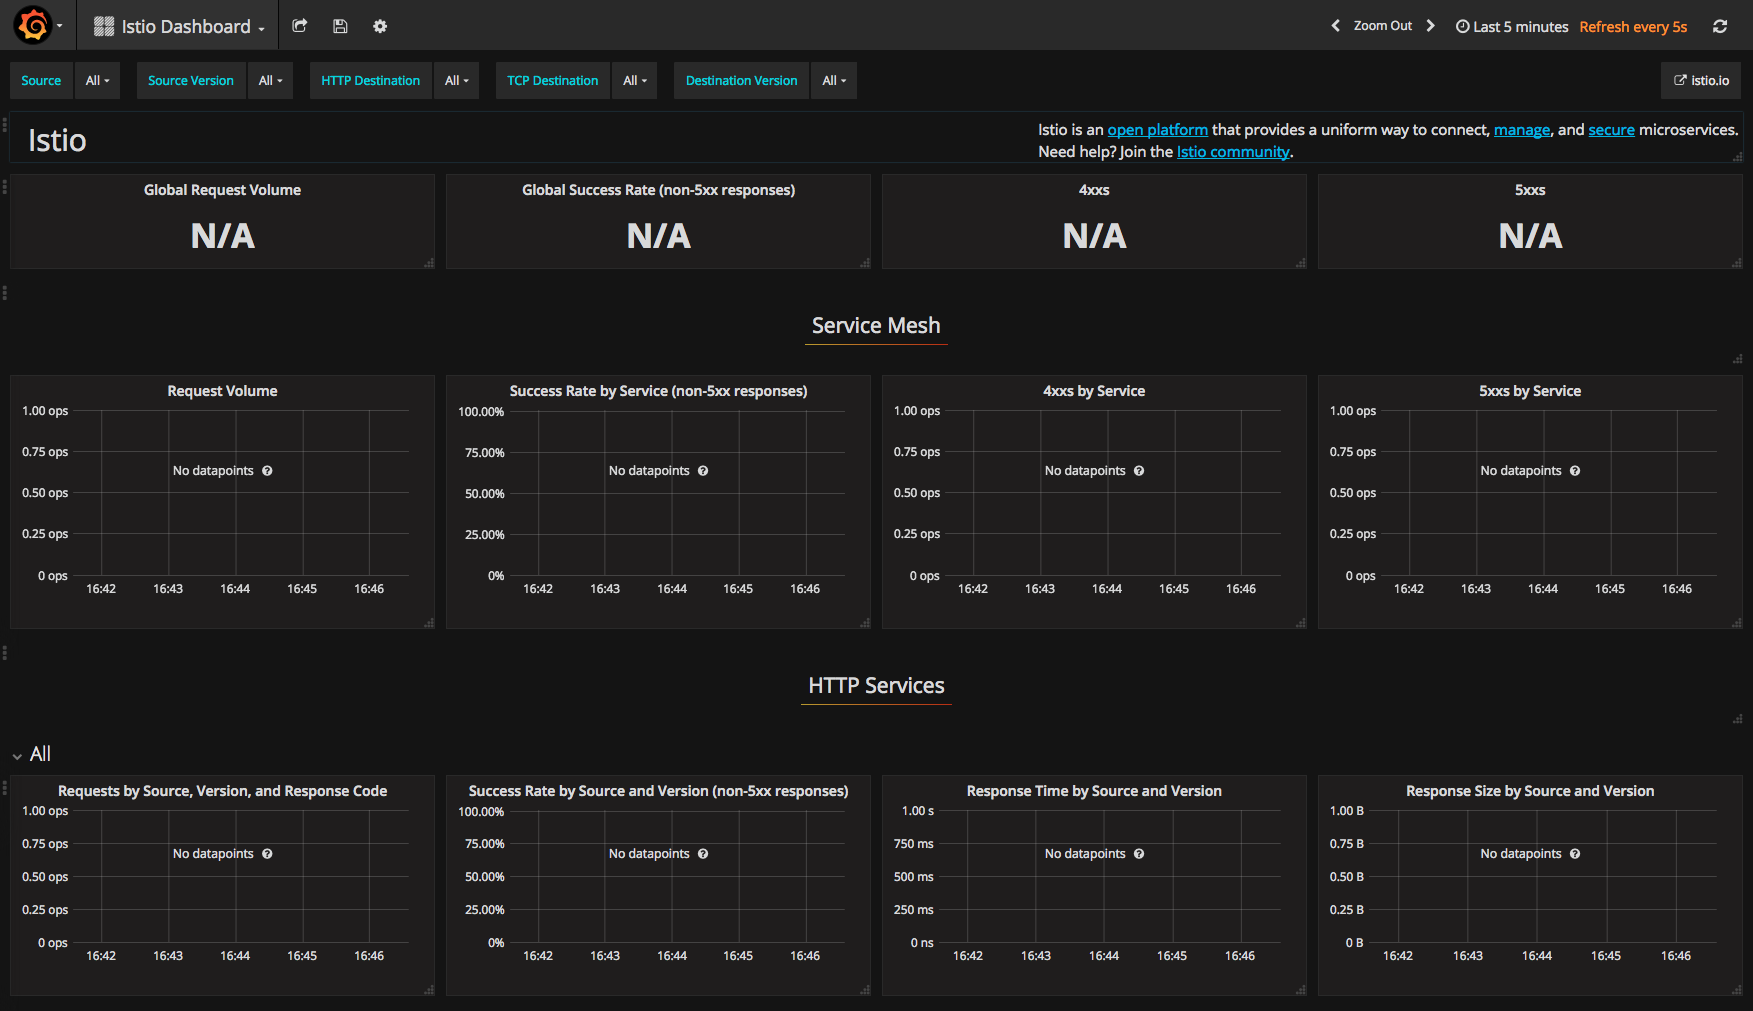 Istio Dashboard
Zoom Out
Last 5 minutes
Refresh every 5s
Source
All
Source Version
All
HTTP Destination
All
TCP Destination
All
Destination Version
All
istio.io
Istio
Istio is an open platform that provides a uniform way to connect, manage, and secure microservices.
Need help? Join the Istio community.
Global Request Volume
N/A
Global Success Rate (non-5xx responses)
N/A
4xxs
N/A
5xxs
N/A
Service Mesh
Request Volume
1.00 ops
0.75 ops
0.50 ops
0.25 ops
0 ops
No datapoints
16:42 16:43 16:44 16:45 16:46
Success Rate by Service (non-5xx responses)
100.00%
75.00%
50.00%
25.00%
0%
No datapoints
16:42 16:43 16:44 16:45 16:46
4xxs by Service
1.00 ops
0.75 ops
0.50 ops
0.25 ops
0 ops
No datapoints
16:42 16:43 16:44 16:45 16:46
5xxs by Service
1.00 ops
0.75 ops
0.50 ops
0.25 ops
0 ops
No datapoints
16:42 16:43 16:44 16:45 16:46
HTTP Services
All
Requests by Source, Version, and Response Code
1.00 ops
0.75 ops
0.50 ops
0.25 ops
0 ops
No datapoints
16:42 16:43 16:44 16:45 16:46
Success Rate by Source and Version (non-5xx responses)
100.00%
75.00%
50.00%
25.00%
0%
No datapoints
16:42 16:43 16:44 16:45 16:46
Response Time by Source and Version
1.00 s
750 ms
500 ms
250 ms
0 ns
No datapoints
16:42 16:43 16:44 16:45 16:46
Response Size by Source and Version
1.00 B
0.75 B
0.50 B
0.25 B
0 B
No datapoints
16:42 16:43 16:44 16:45 16:46